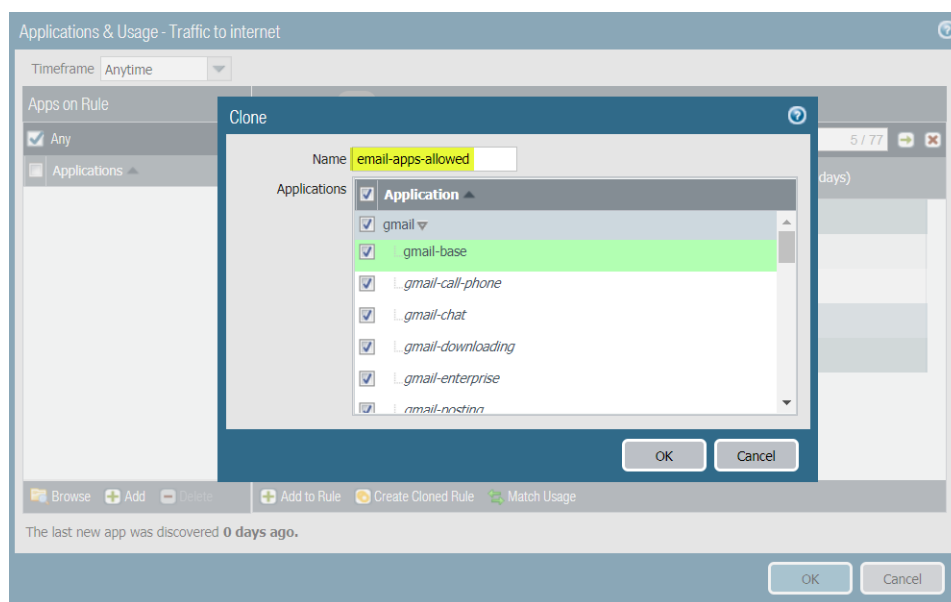 Applications & Usage - Traffic to internet
Timeframe Anytime
Apps on Rule
Any
5 / 77
Applications
days)
Clone
Name email-apps-allowed
Applications
Application
gmail
gmail-base
gmail-call-phone
gmail-chat
gmail-downloading
gmail-enterprise
gmail-posting
OK Cancel
Browse Add Delete Add to Rule Create Cloned Rule Match Usage
The last new app was discovered 0 days ago.
OK Cancel